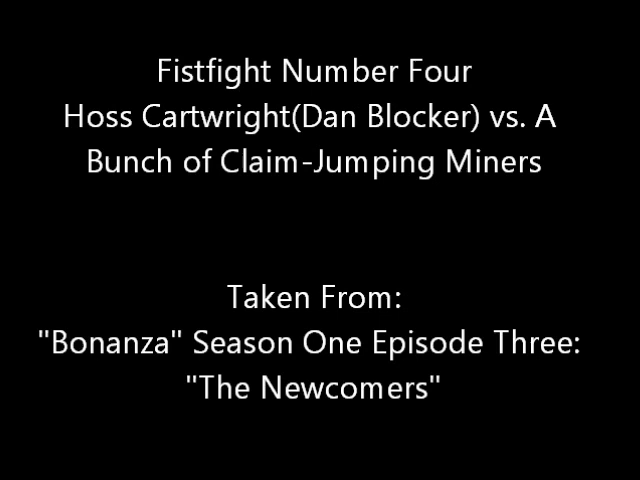 Fistfight Number Four
Hoss Cartwright(Dan Blocker) vs. A
Bunch of Claim-Jumping Miners
Taken From:
"Bonanza" Season One Episode Three:
"The Newcomers"